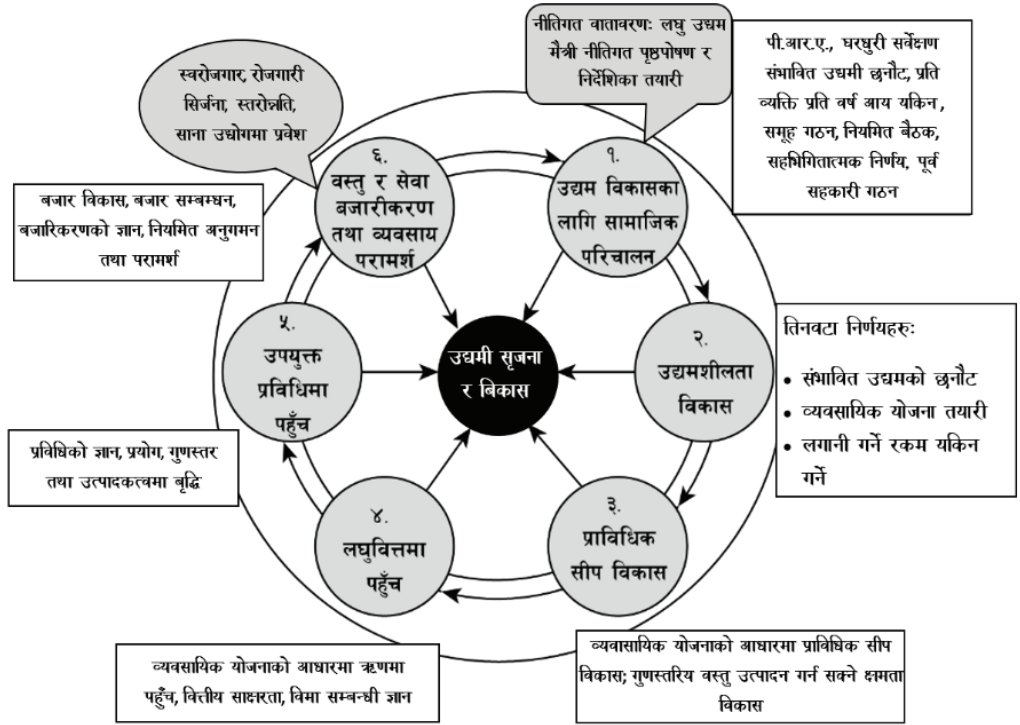 नीतिगत वातावरणः लघु उद्यम
मैत्री नीतिगत पृष्ठपोषण र
निर्देशिका तयारी
पी.आर.ए., घरधुरी सर्वेक्षण
संभावित उद्यमी छनौट, प्रति
व्यक्ति प्रति वर्ष आय यकिन,
समूह गठन, नियमित बैठक,
सहभिगितात्मक निर्णय, पूर्व
सहकारी गठन
स्वरोजगार, रोजगारी
सिर्जना, स्तरोन्नति,
साना उद्योगमा प्रवेश
१.
उद्यम विकासका
लागि सामाजिक
परिचालन
६.
वस्तु र सेवा
बजारीकरण
तथा व्यवसाय
परामर्श
बजार विकास, बजार सम्बम्धन,
बजारिकरणको ज्ञान, नियमित अनुगमन
तथा परामर्श
५.
उपयुक्त
प्रविधिमा
पहुँच
उद्यमी सृजना
र बिकास
२.
उद्यमशीलता
विकास
तिनवटा निर्णयहरुः
• संभावित उद्यमको छनौट
• व्यवसायिक योजना तयारी
• लगानी गर्ने रकम यकिन
गर्ने
प्रविधिको ज्ञान, प्रयोग, गुणस्तर
तथा उत्पादकत्वमा बृद्धि
४.
लघुवित्तमा
पहुँच
३.
प्राविधिक
सीप विकास
व्यवसायिक योजनाको आधारमा ऋणमा
पहुँच, वित्तीय साक्षरता, विमा सम्बन्धी ज्ञान
व्यवासायिक योजनाको आधारमा प्राविधिक सीप
विकास; गुणस्तरिय वस्तु उत्पादन गर्न सक्ने क्षमता
विकास